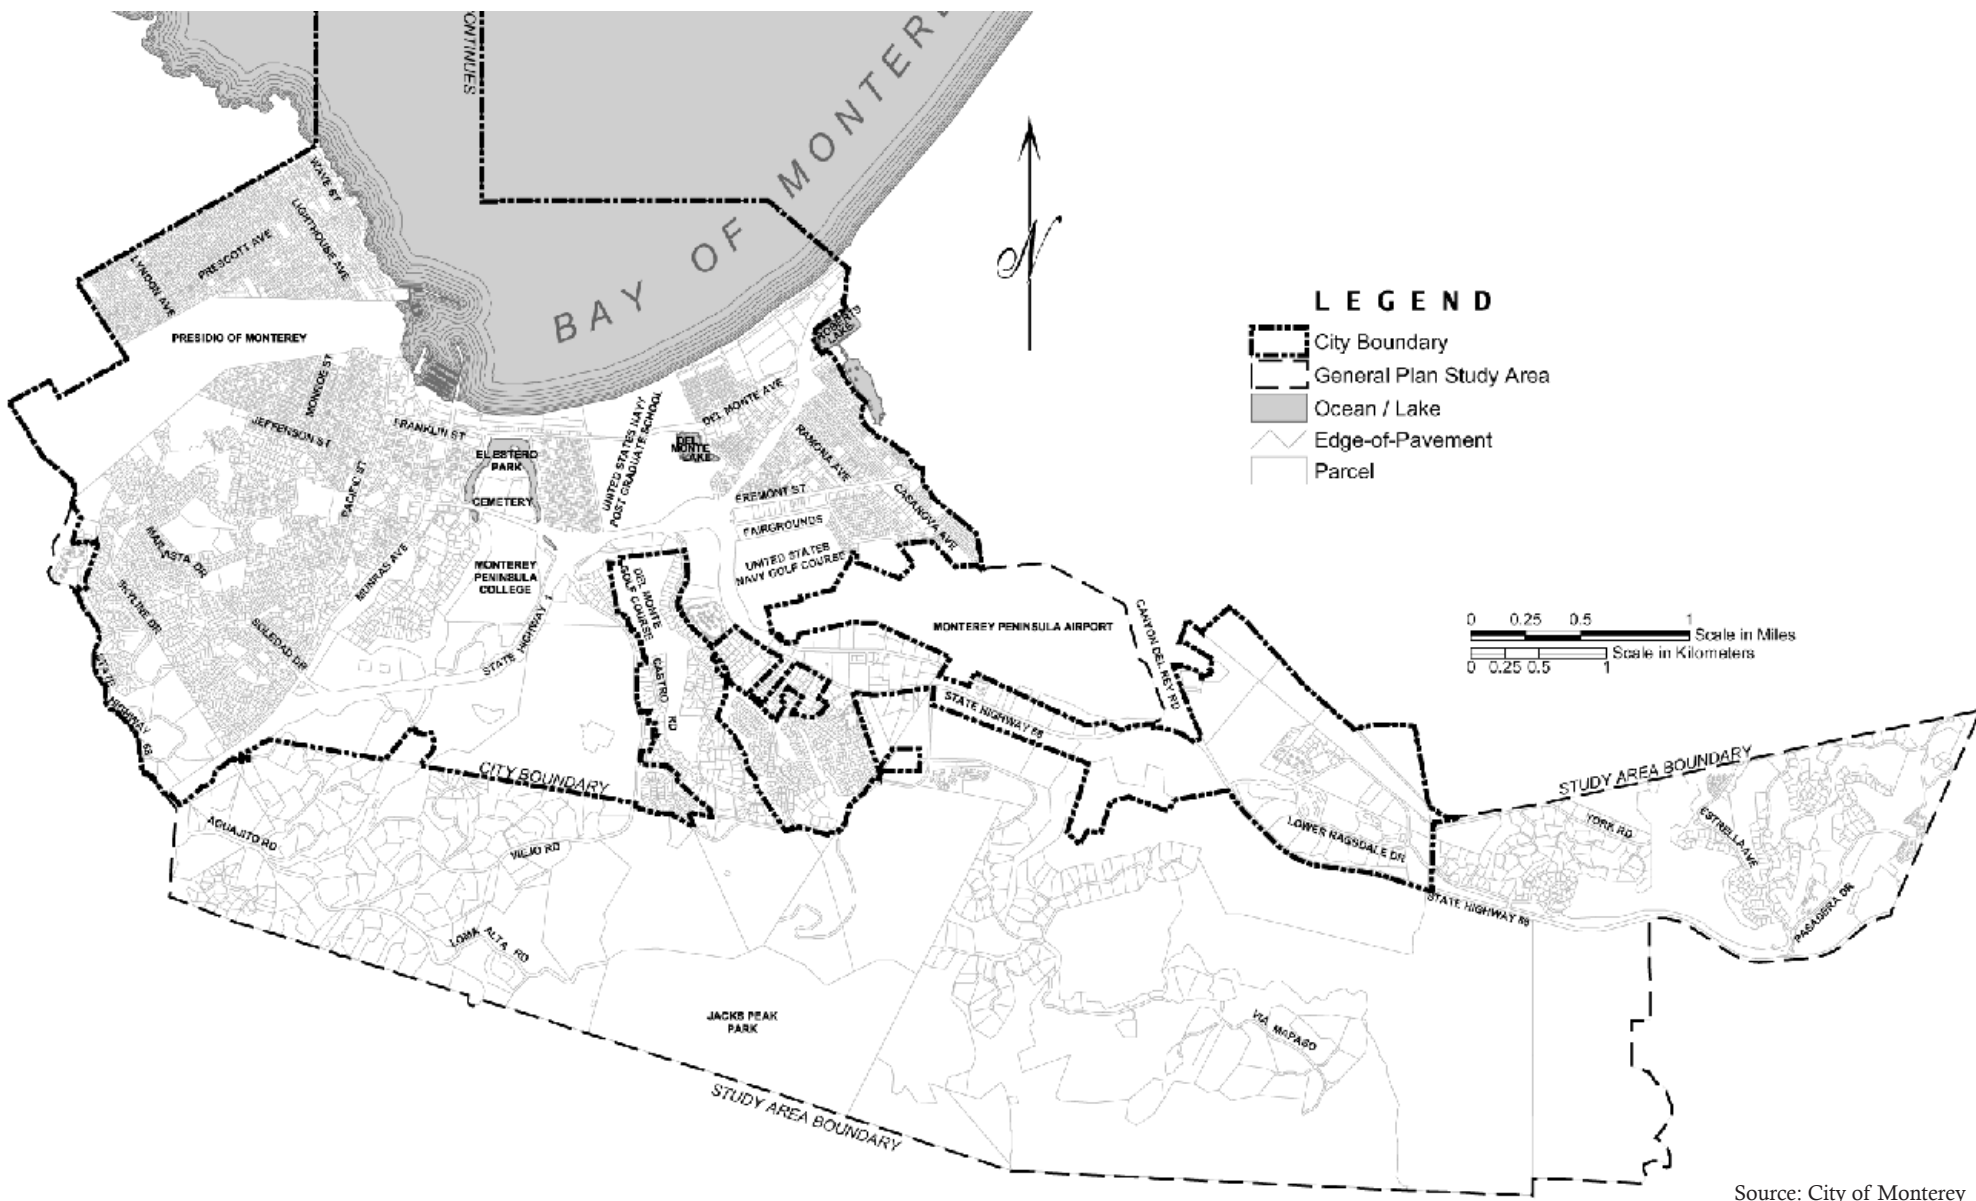 CONTINUES
BAY OF MONTERE
WAVE ST
LIGHTHOUSE AVE
PRESCOTT AVE
LYNDON AVE
PRESIDIO OF MONTEREY
MONROE ST
JEFFERSON ST
FRANKLIN ST
PACIFIC ST
EL ESTERO
PARK
CEMETERY
MAR VISTA DR
SKYLINE DR
MUNRAS AVE
SOLEDAD DR
STATE
HIGHWAY 68
MONTEREY
PENINSULA
COLLEGE
STATE HIGHWAY 1
UNITED STATES NAVY
POST GRADUATE SCHOOL
DEL
MONTE
LAKE
DEL MONTE AVE
ROBERTS
LAKE
RAMONA AVE
CASANOVA AVE
FREMONT ST
FAIRGROUNDS
UNITED STATES
NAVY GOLF COURSE
DEL MONTE
GOLF COURSE
CASTRO
RD
MONTEREY PENINSULA AIRPORT
CANYON DEL REY RD
STATE HIGHWAY 68
LOWER RAGSDALE DR
STATE HIGHWAY 68
CITY BOUNDARY
AGUAJITO RD
VIEJO RD
LOMA ALTA RD
JACKS PEAK
PARK
VIA MAPASO
STUDY AREA BOUNDARY
STUDY AREA BOUNDARY
YORK RD
ESTRELLA AVE
PASADERA DR
N
LEGEND
City Boundary
General Plan Study Area
Ocean / Lake
Edge-of-Pavement
Parcel
0 0.25 0.5 1
Scale in Miles
Scale in Kilometers
0 0.25 0.5 1
Source: City of Monterey